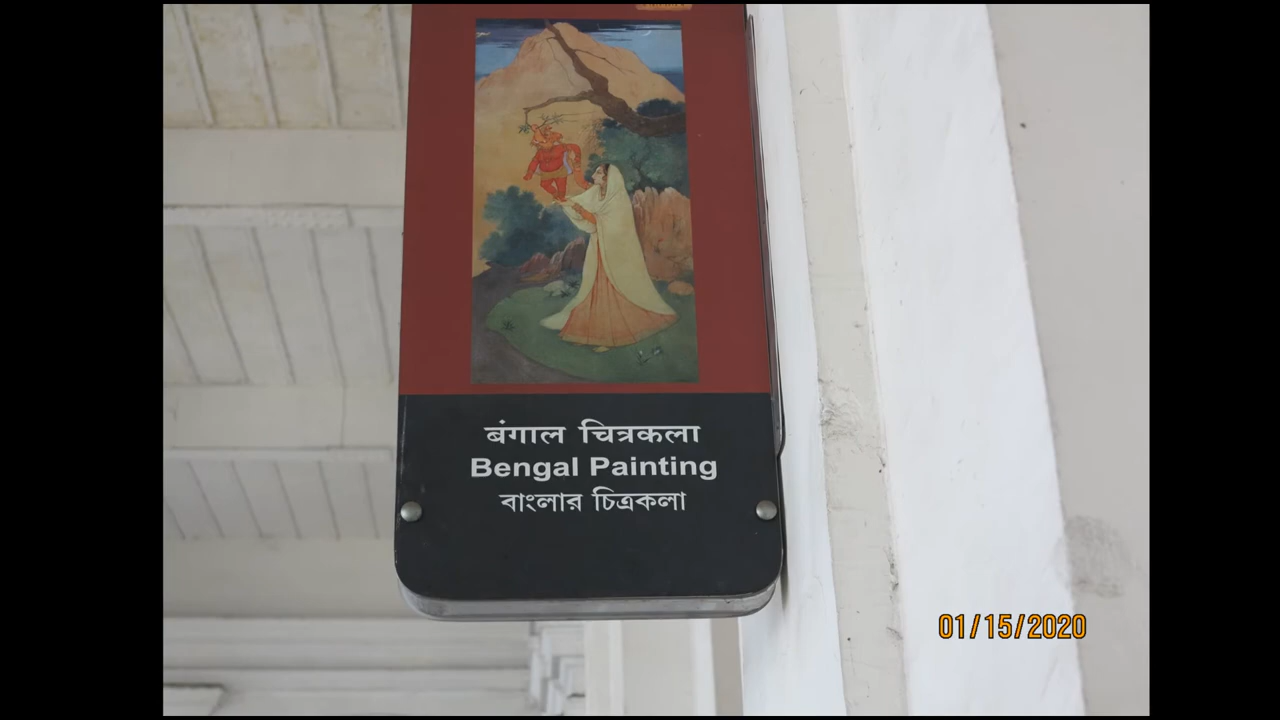 बंगाल चित्रकला
Bengal Painting
বাংলার চিত্রকলা
01/15/2020